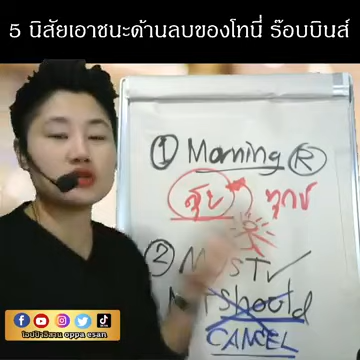 5 นิสัยเอาชนะด้านลบของโทนี่ ร๊อบบินส์
① Morning Ⓡ
สุข ทุกข์
② MUST ✓
Not Should
CANCEL
โอปป้าอีสาน oppa esan